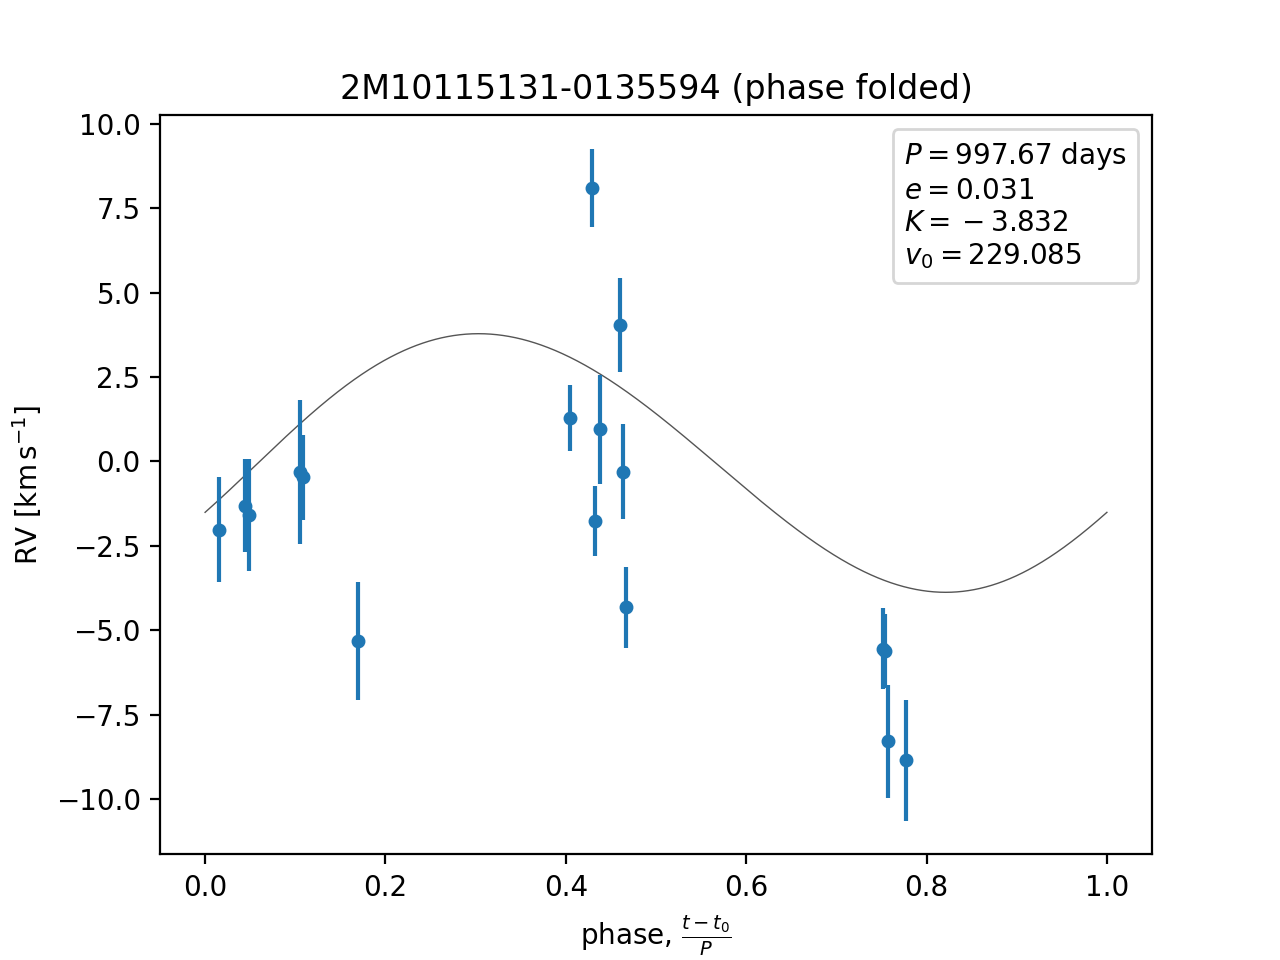 2M10115131-0135594 (phase folded)
P = 997.67 days
e = 0.031
K = −3.832
v₀ = 229.085
10.0
7.5
5.0
2.5
0.0
−2.5
−5.0
−7.5
−10.0
RV [km s⁻¹]
0.0 0.2 0.4 0.6 0.8 1.0
phase, (t − t₀)/P